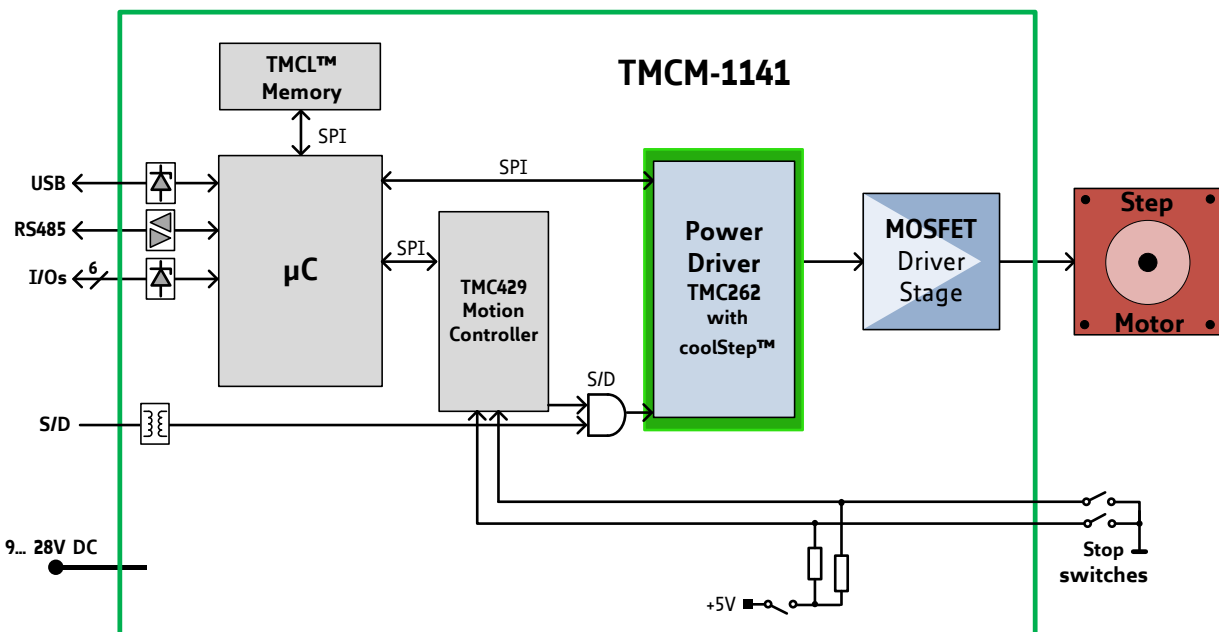 TMCM-1141
TMCL™
Memory
SPI
USB
RS485
I/Os
6
µC
SPI
SPI
TMC429
Motion
Controller
Power
Driver
TMC262
with
coolStep™
MOSFET
Driver
Stage
Step
Motor
S/D
S/D
9... 28V DC
+5V
Stop
switches